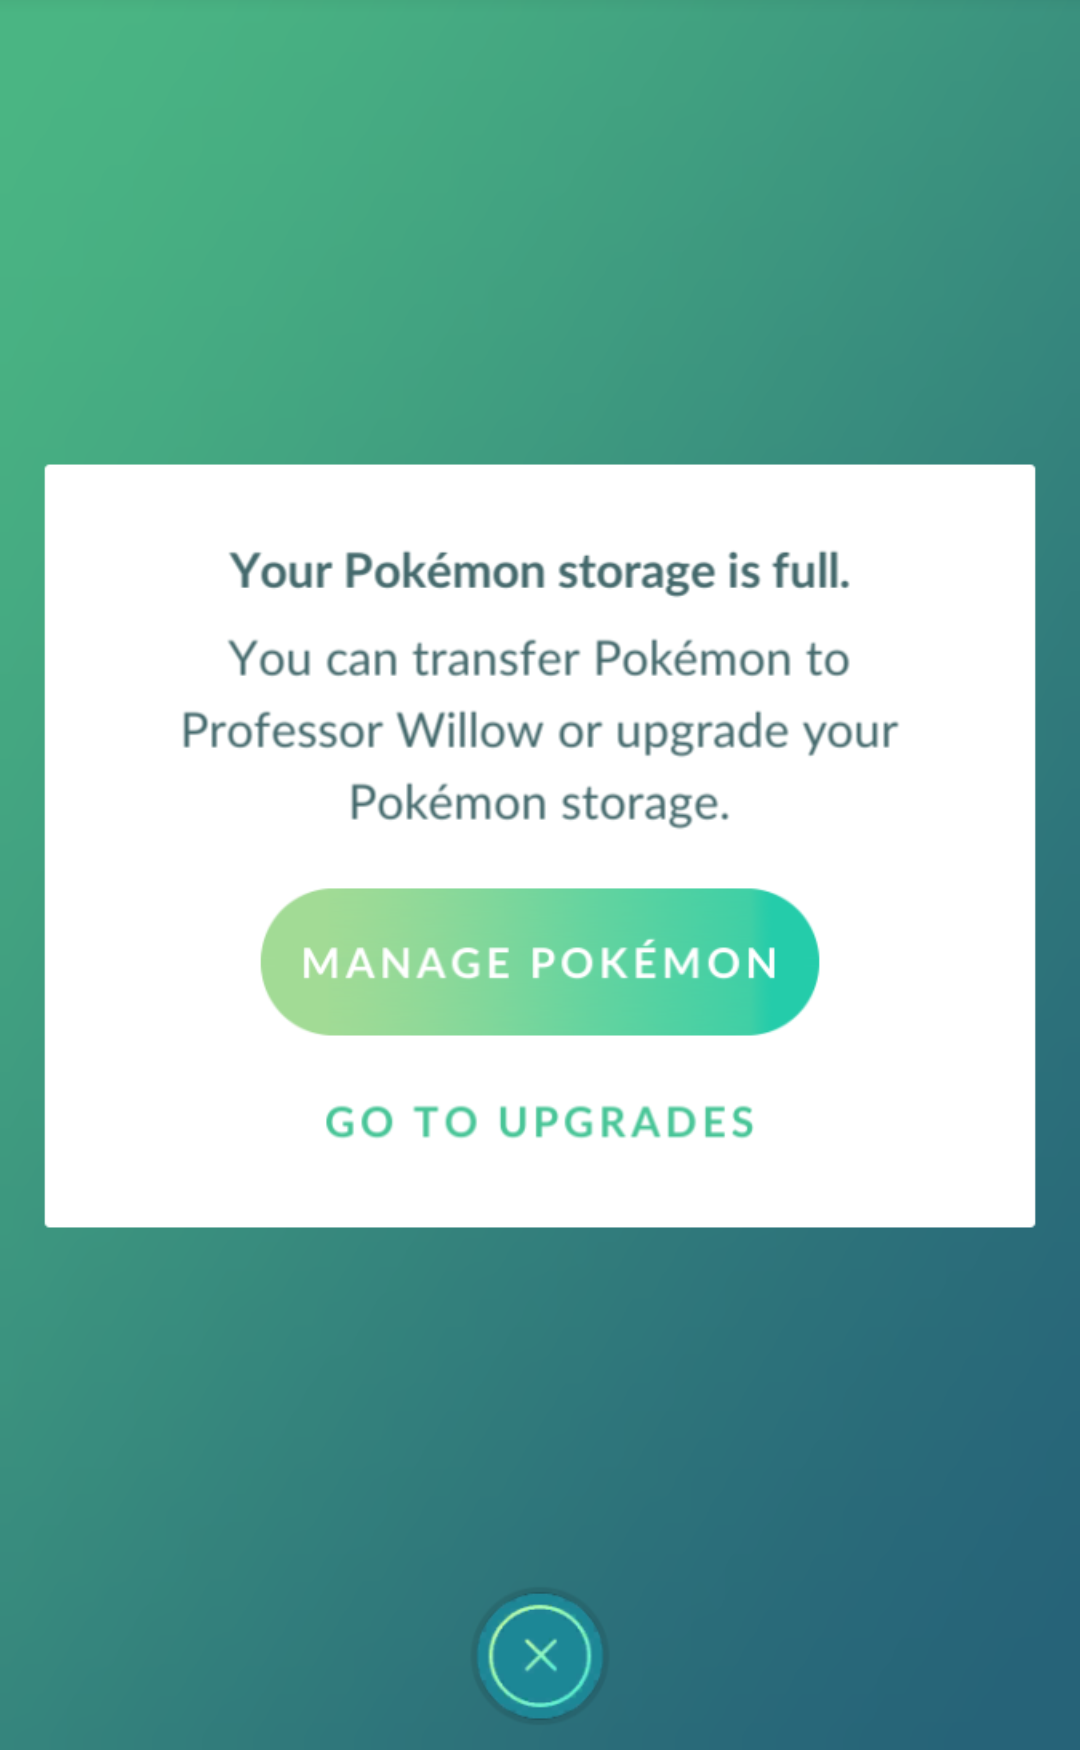 Your Pokémon storage is full.
You can transfer Pokémon to
Professor Willow or upgrade your
Pokémon storage.
MANAGE POKÉMON
GO TO UPGRADES